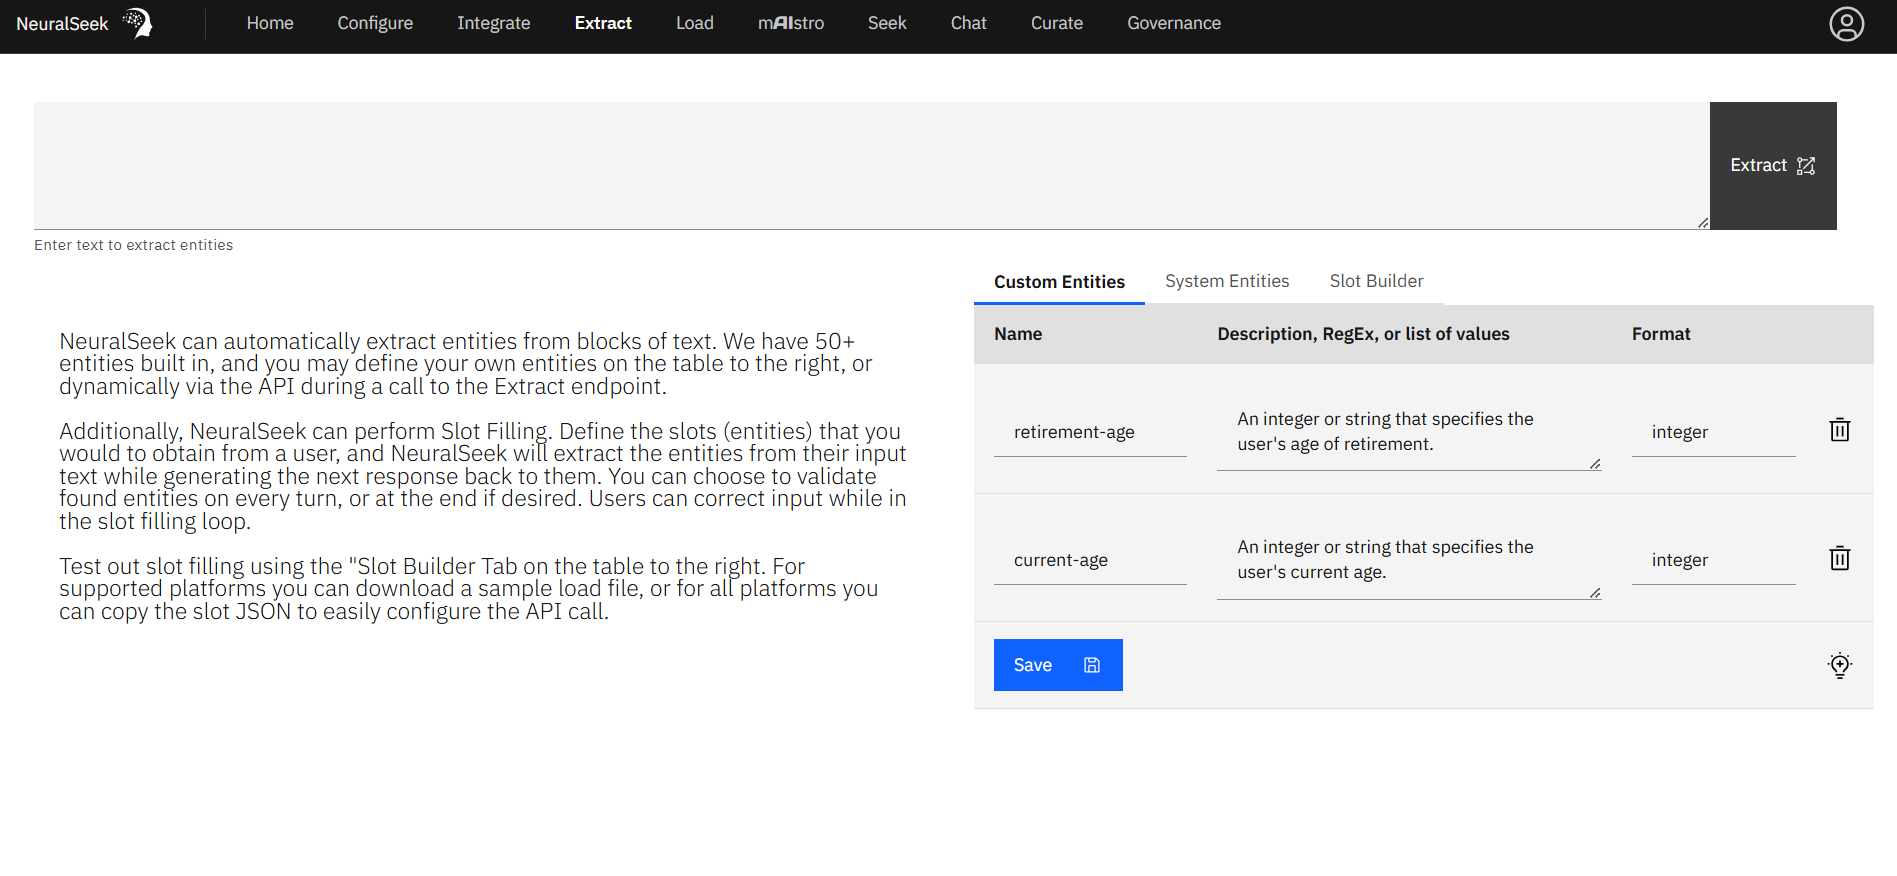 NeuralSeek
Home Configure Integrate Extract Load mAIstro Seek Chat Curate Governance
Extract
Enter text to extract entities
NeuralSeek can automatically extract entities from blocks of text. We have 50+
entities built in, and you may define your own entities on the table to the right, or
dynamically via the API during a call to the Extract endpoint.
Additionally, NeuralSeek can perform Slot Filling. Define the slots (entities) that you
would to obtain from a user, and NeuralSeek will extract the entities from their input
text while generating the next response back to them. You can choose to validate
found entities on every turn, or at the end if desired. Users can correct input while in
the slot filling loop.
Test out slot filling using the "Slot Builder Tab on the table to the right. For
supported platforms you can download a sample load file, or for all platforms you
can copy the slot JSON to easily configure the API call.
Custom Entities System Entities Slot Builder
Name Description, RegEx, or list of values Format
retirement-age
An integer or string that specifies the
user's age of retirement.
integer
current-age
An integer or string that specifies the
user's current age.
integer
Save